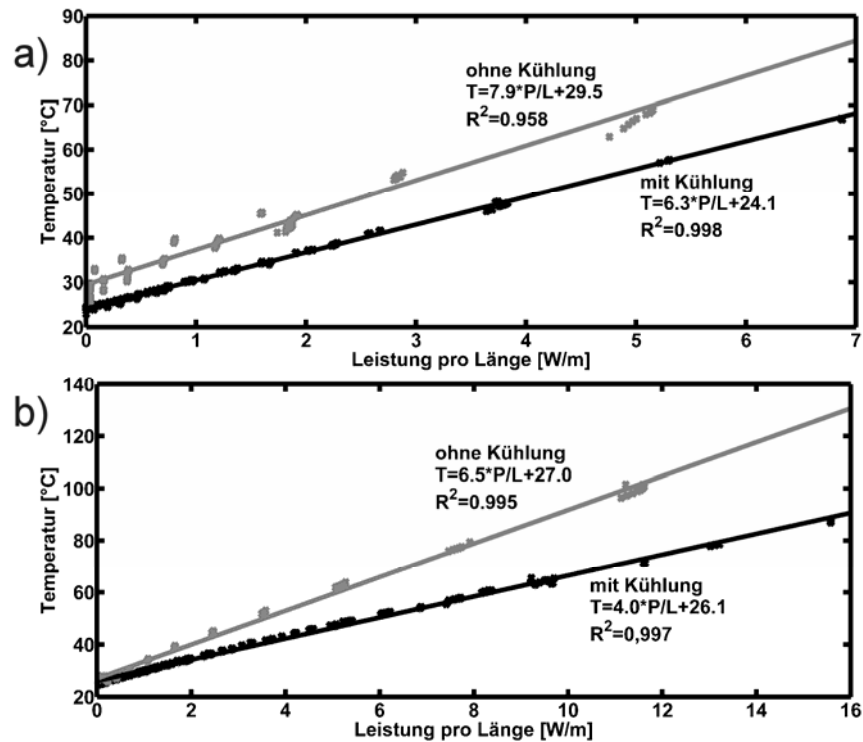 a)
90
80
70
60
50
40
30
20
Temperatur [°C]
ohne Kühlung
T=7.9*P/L+29.5
R²=0.958
mit Kühlung
T=6.3*P/L+24.1
R²=0.998
0 1 2 3 4 5 6 7
Leistung pro Länge [W/m]
b)
140
120
100
80
60
40
20
Temperatur [°C]
ohne Kühlung
T=6.5*P/L+27.0
R²=0.995
mit Kühlung
T=4.0*P/L+26.1
R²=0,997
0 2 4 6 8 10 12 14 16
Leistung pro Länge [W/m]